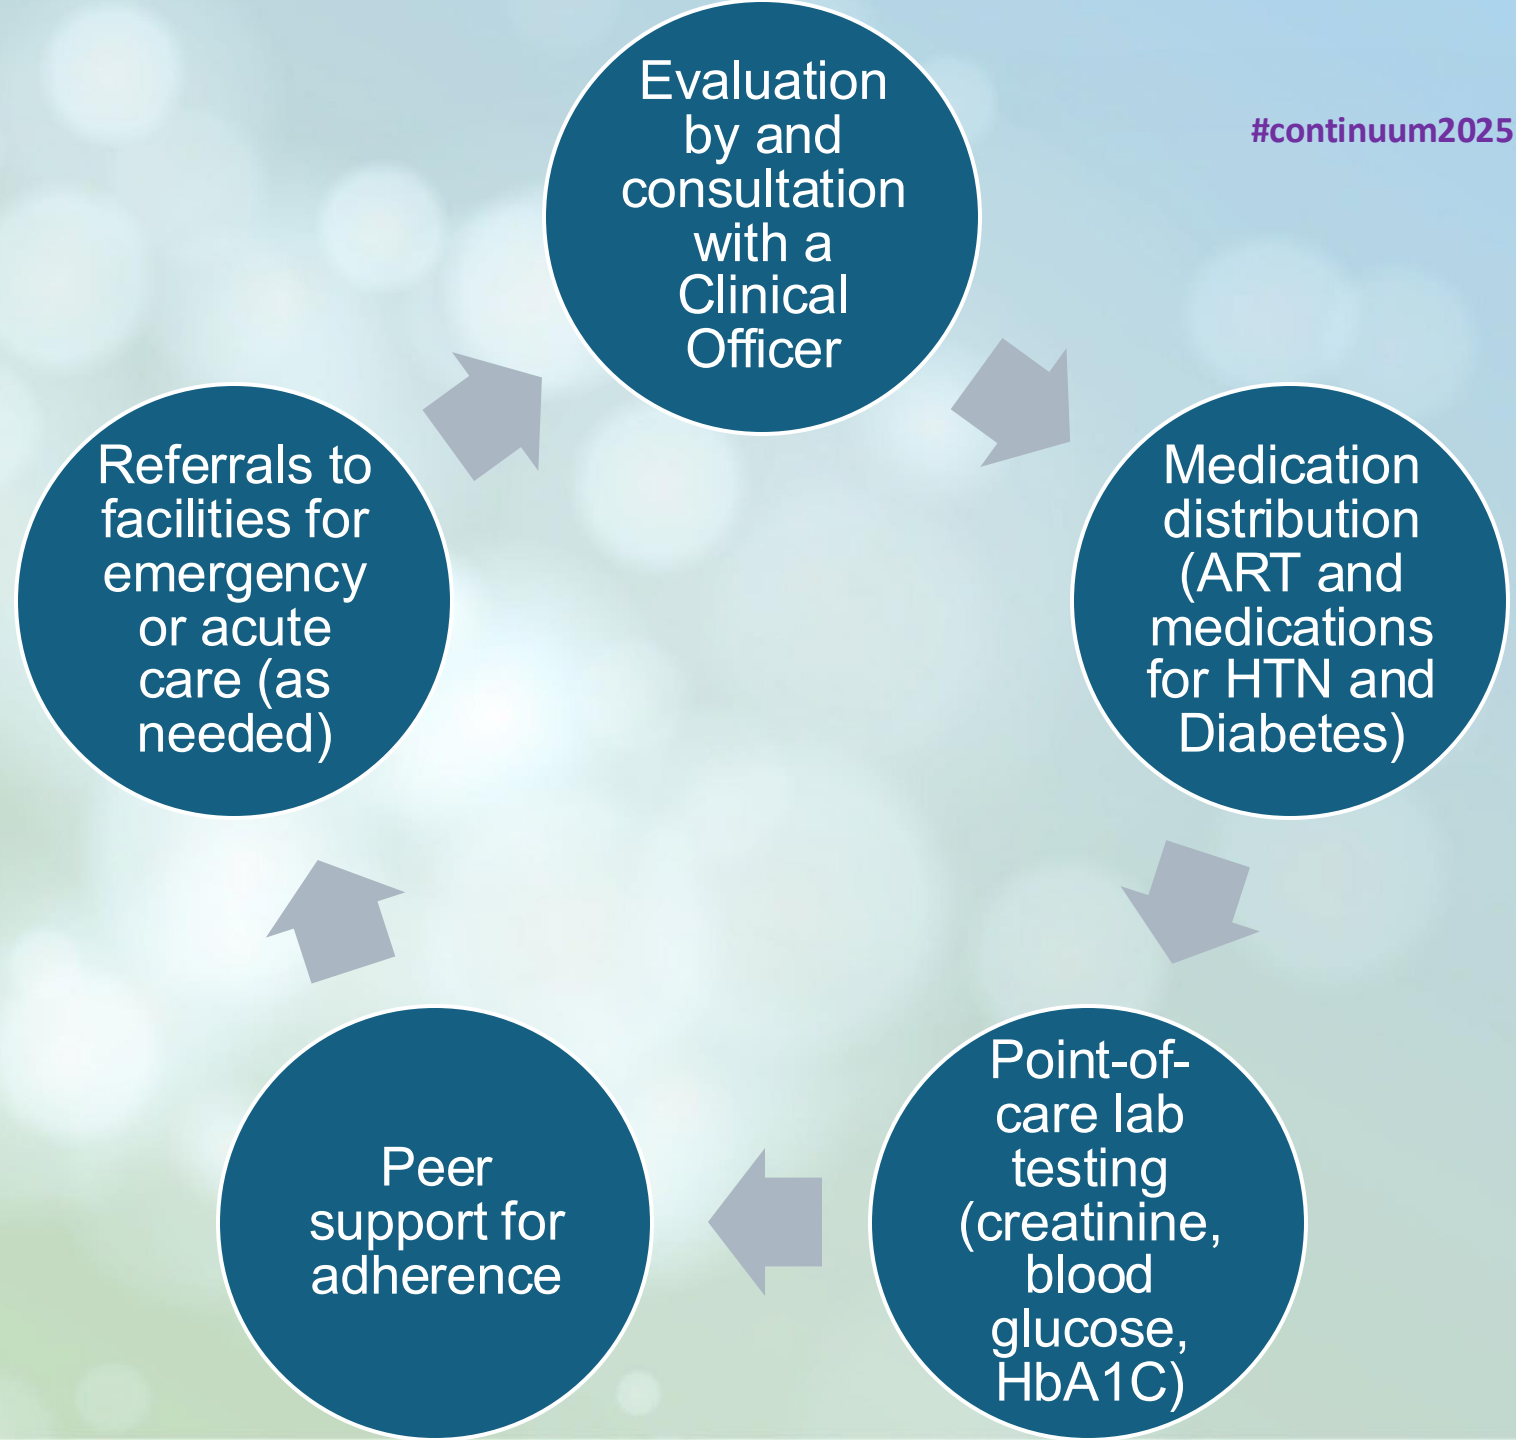 #continuum2025
Evaluation
by and
consultation
with a
Clinical
Officer
Medication
distribution
(ART and
medications
for HTN and
Diabetes)
Point-of-
care lab
testing
(creatinine,
blood
glucose,
HbA1C)
Peer
support for
adherence
Referrals to
facilities for
emergency
or acute
care (as
needed)